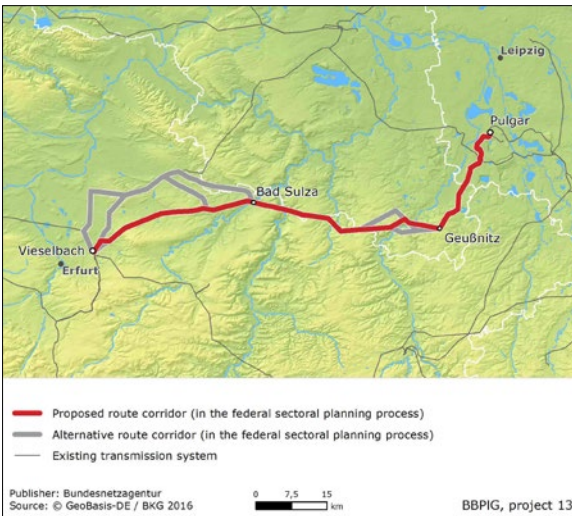 Leipzig
Pulgar
Bad Sulza
Vieselbach
Erfurt
Geußnitz
Proposed route corridor (in the federal sectoral planning process)
Alternative route corridor (in the federal sectoral planning process)
Existing transmission system
Publisher: Bundesnetzagentur
Source: © GeoBasis-DE / BKG 2016
0 7,5 15
km
BBPlG, project 13